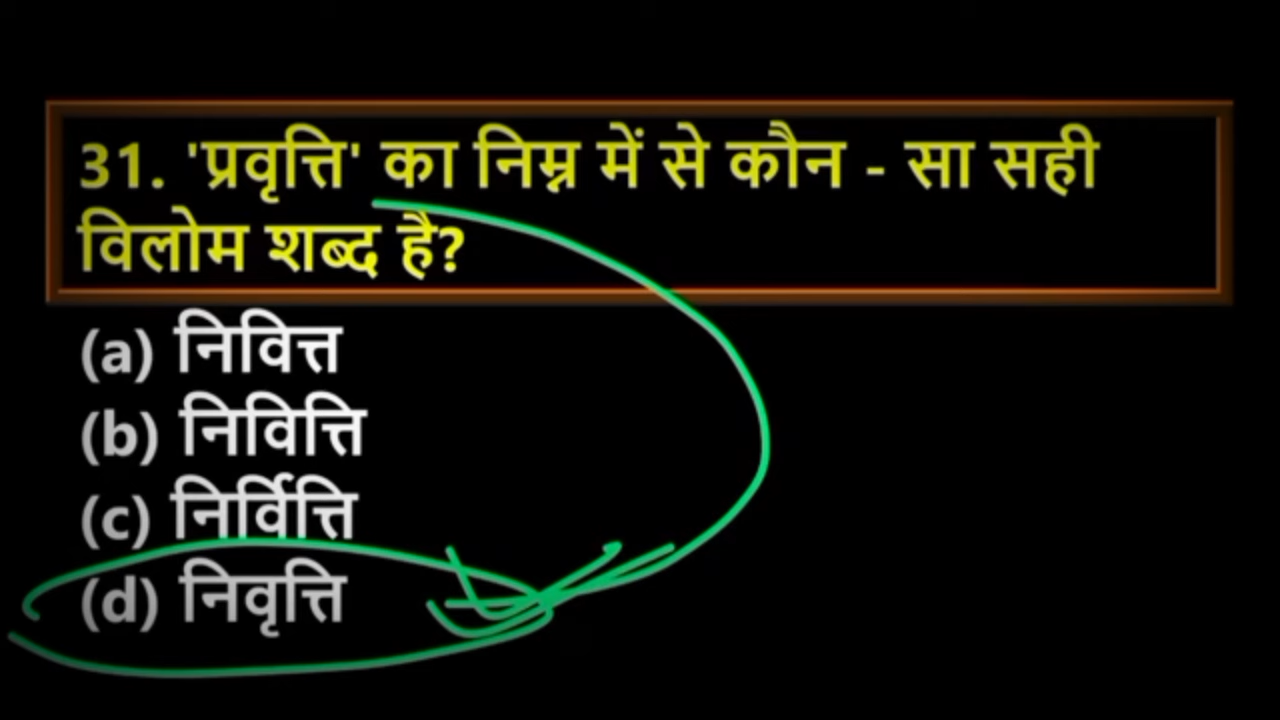 31. 'प्रवृत्ति' का निम्न में से कौन - सा सही
विलोम शब्द है?
(a) निवित्त
(b) निवित्ति
(c) निर्वित्ति
(d) निवृत्ति